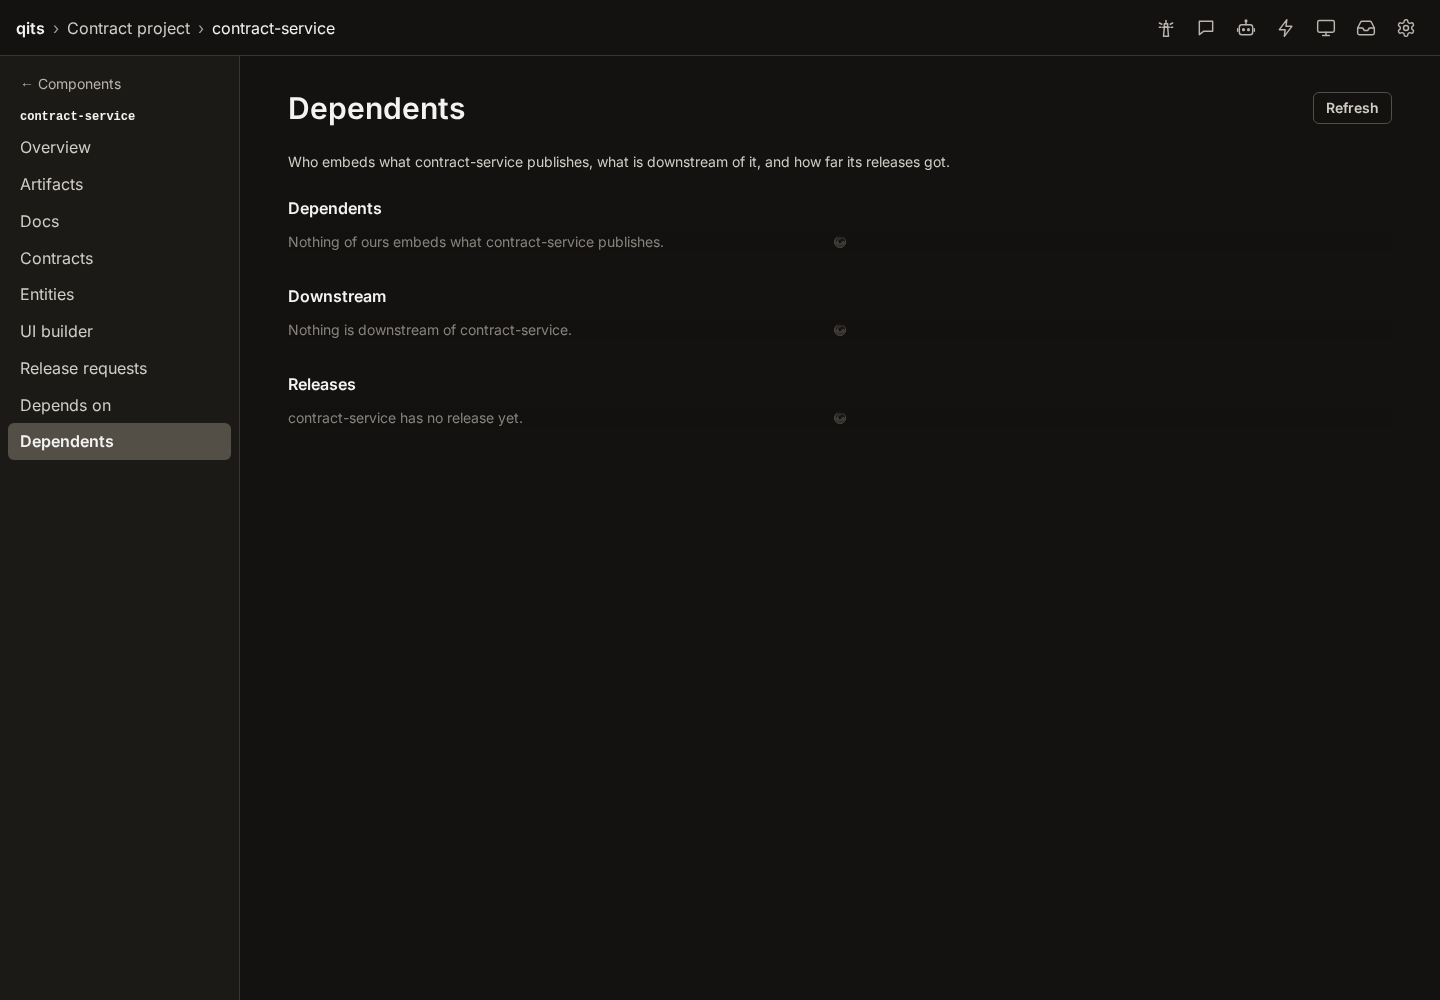 qits › Contract project › contract-service
← Components
contract-service
Overview
Artifacts
Docs
Contracts
Entities
UI builder
Release requests
Depends on
Dependents
Dependents
Refresh
Who embeds what contract-service publishes, what is downstream of it, and how far its releases got.
Dependents
Nothing of ours embeds what contract-service publishes.
Downstream
Nothing is downstream of contract-service.
Releases
contract-service has no release yet.